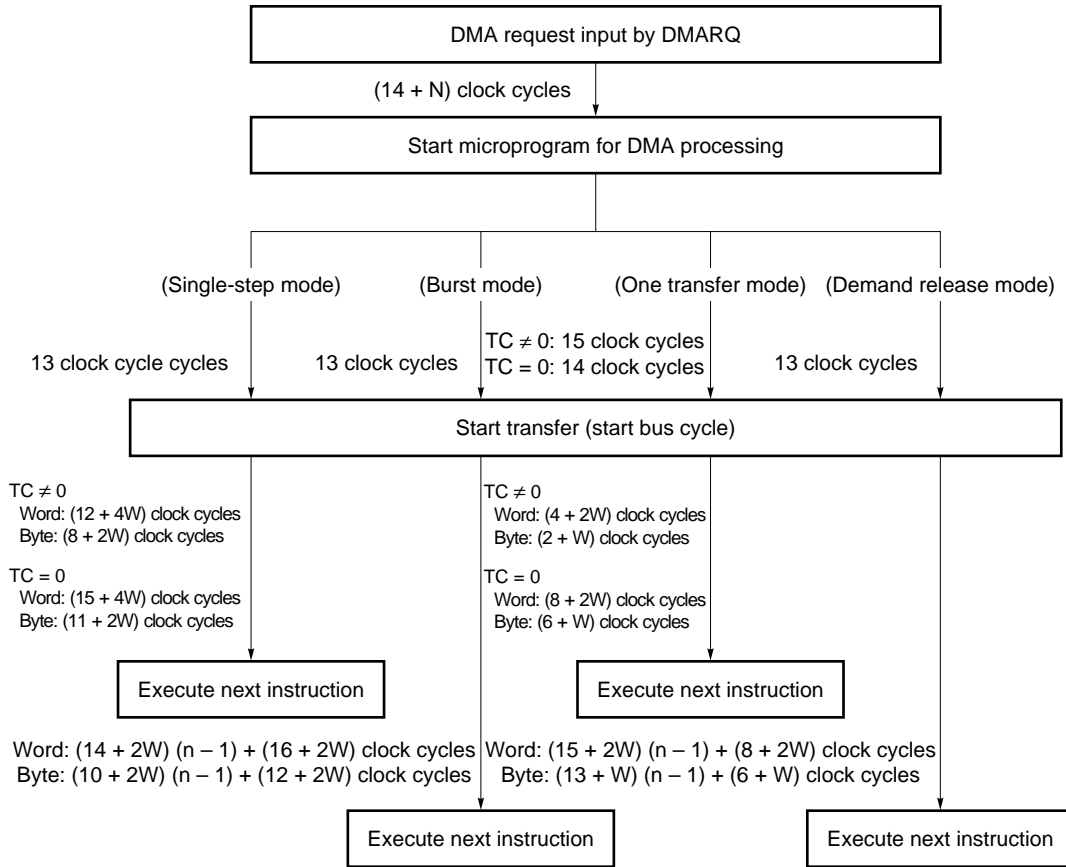 DMA request input by DMARQ
(14 + N) clock cycles
Start microprogram for DMA processing
(Single-step mode)
(Burst mode)
(One transfer mode)
(Demand release mode)
13 clock cycle cycles
13 clock cycles
TC ≠ 0: 15 clock cycles
TC = 0: 14 clock cycles
13 clock cycles
Start transfer (start bus cycle)
TC ≠ 0
Word: (12 + 4W) clock cycles
Byte: (8 + 2W) clock cycles
TC = 0
Word: (15 + 4W) clock cycles
Byte: (11 + 2W) clock cycles
TC ≠ 0
Word: (4 + 2W) clock cycles
Byte: (2 + W) clock cycles
TC = 0
Word: (8 + 2W) clock cycles
Byte: (6 + W) clock cycles
Execute next instruction
Execute next instruction
Word: (14 + 2W) (n – 1) + (16 + 2W) clock cycles
Byte: (10 + 2W) (n – 1) + (12 + 2W) clock cycles
Word: (15 + 2W) (n – 1) + (8 + 2W) clock cycles
Byte: (13 + W) (n – 1) + (6 + W) clock cycles
Execute next instruction
Execute next instruction